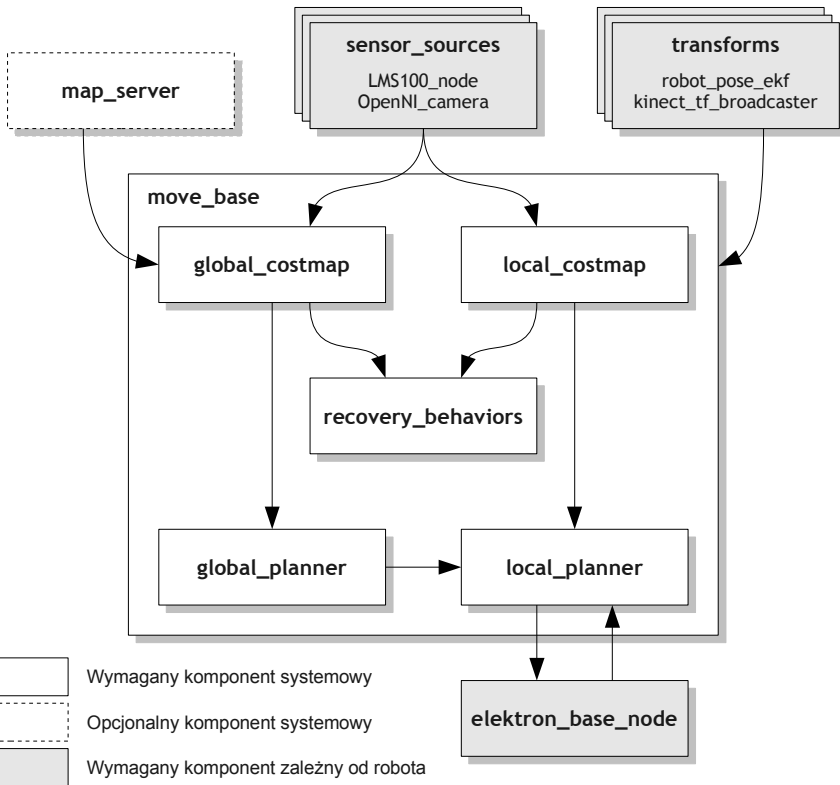 sensor_sources
LMS100_node
OpenNI_camera
transforms
robot_pose_ekf
kinect_tf_broadcaster
map_server
move_base
global_costmap
local_costmap
recovery_behaviors
global_planner
local_planner
elektron_base_node
Wymagany komponent systemowy
Opcjonalny komponent systemowy
Wymagany komponent zależny od robota